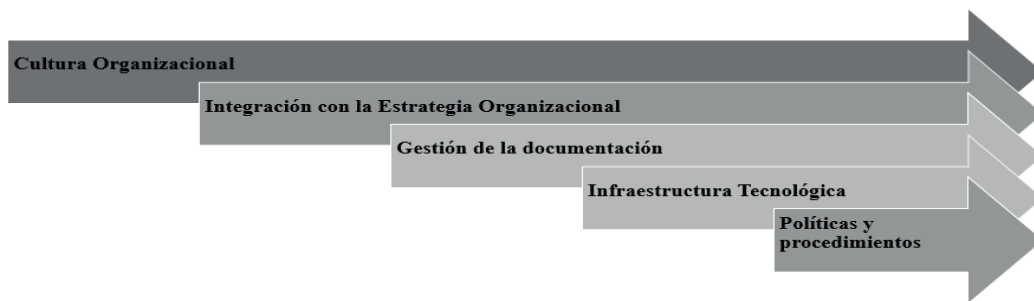 Cultura Organizacional
Integración con la Estrategia Organizacional
Gestión de la documentación
Infraestructura Tecnológica
Políticas y
procedimientos